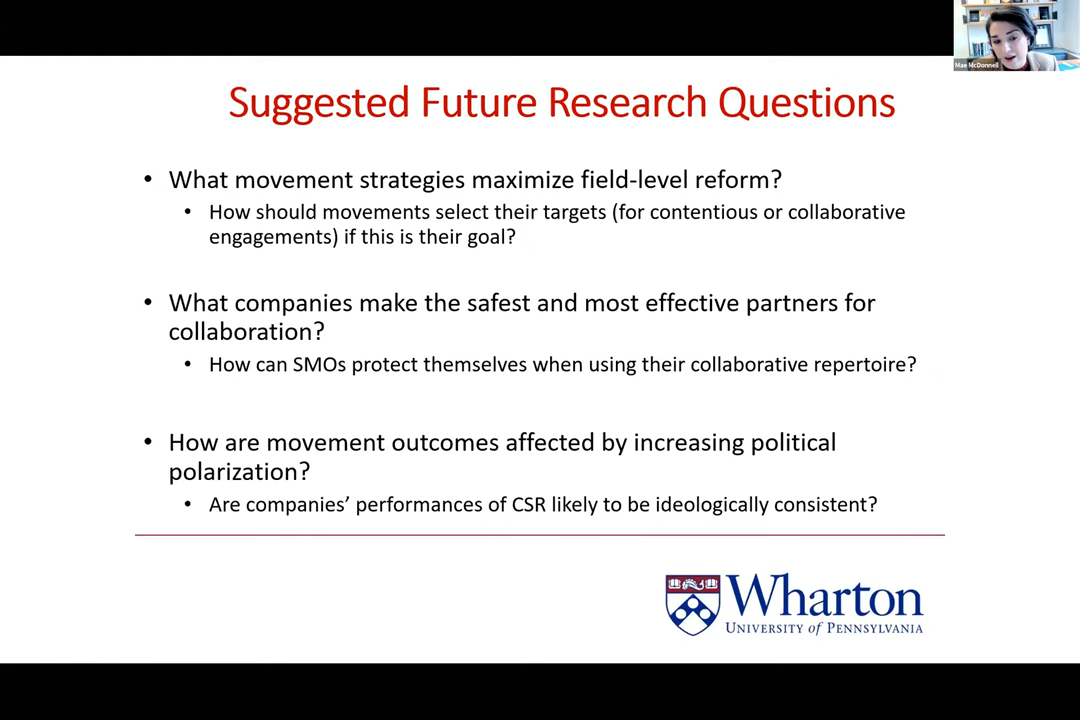 Mae McDonnell
Suggested Future Research Questions
• What movement strategies maximize field-level reform?
• How should movements select their targets (for contentious or collaborative
engagements) if this is their goal?
• What companies make the safest and most effective partners for
collaboration?
• How can SMOs protect themselves when using their collaborative repertoire?
• How are movement outcomes affected by increasing political
polarization?
• Are companies’ performances of CSR likely to be ideologically consistent?
Wharton
UNIVERSITY of PENNSYLVANIA